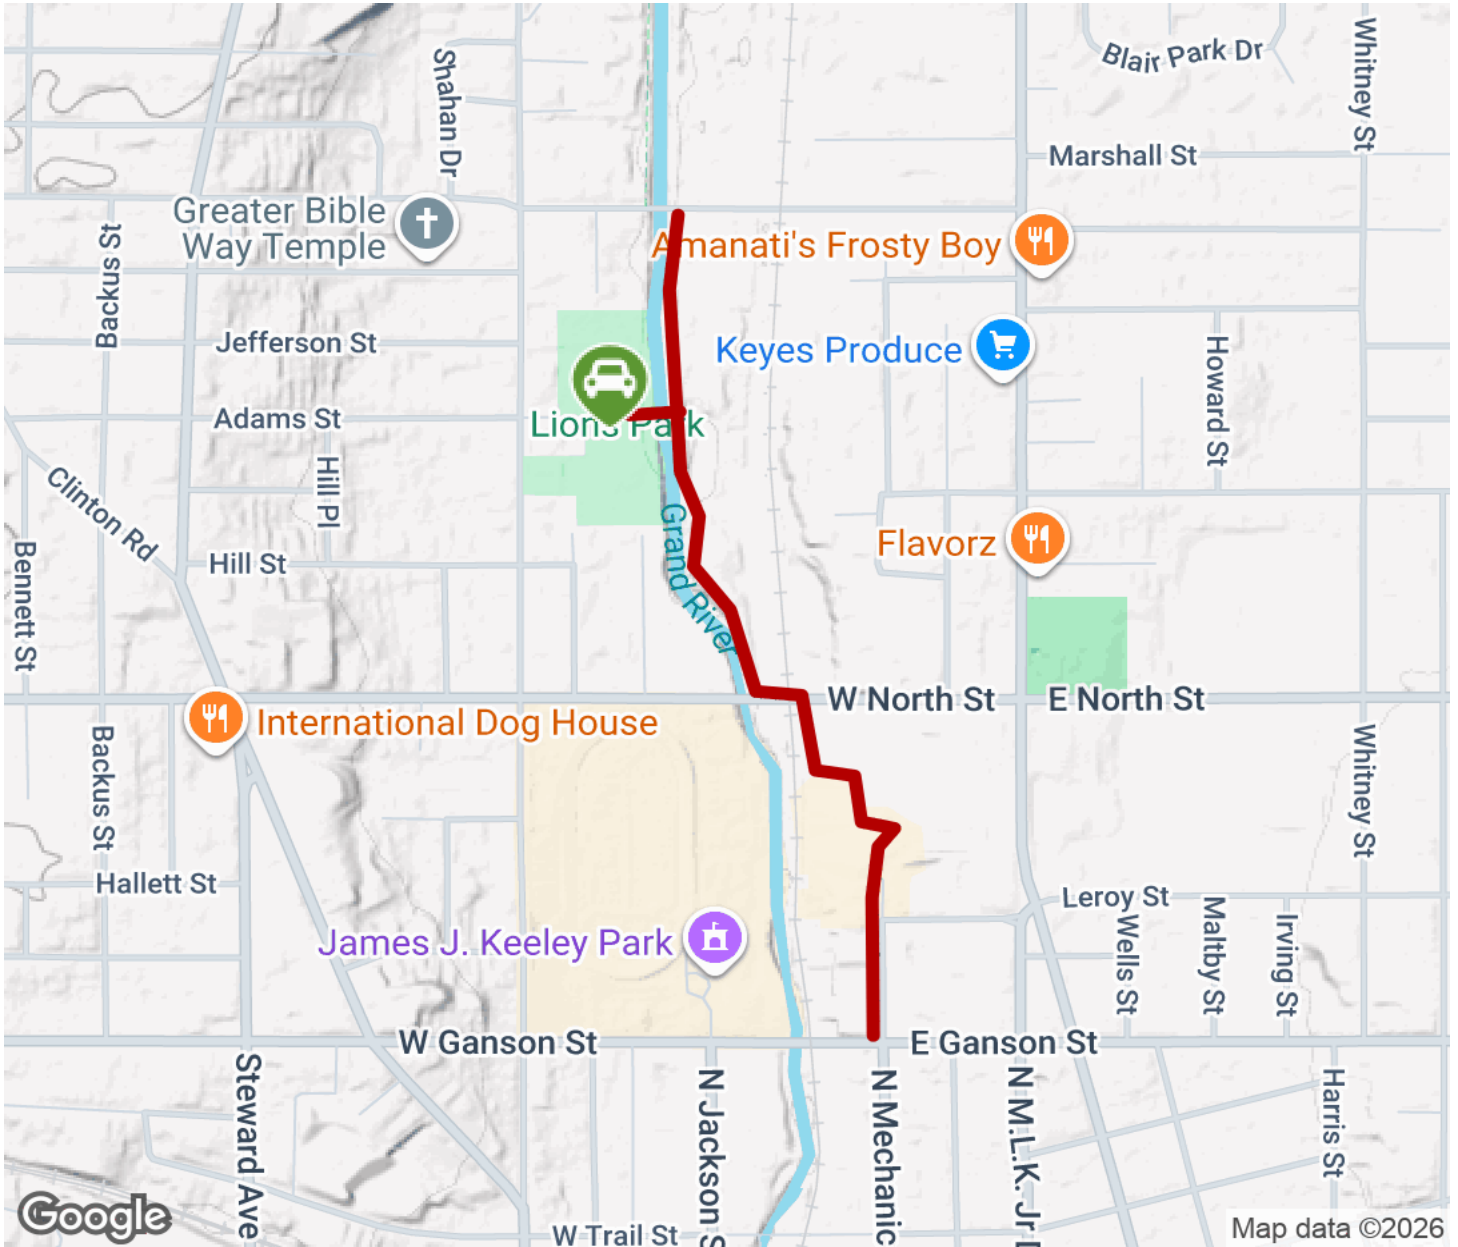 Blair Park Dr
Whitney St
Shahan Dr
Marshall St
Greater Bible
Way Temple
Backus St
Amanati's Frosty Boy
Jefferson St
Keyes Produce
Howard St
Adams St
Lions Park
Hill Pl
Clinton Rd
Grand River
Flavorz
Bennett St
Hill St
W North St
E North St
International Dog House
Backus St
Whitney St
Hallett St
Leroy St
Wells St
Maltby St
Irving St
James J. Keeley Park
W Ganson St
E Ganson St
Steward Ave
N Jackson S
N Mechanic
N M.L.K. Jr
Harris St
W Trail St
Google
Map data ©2026